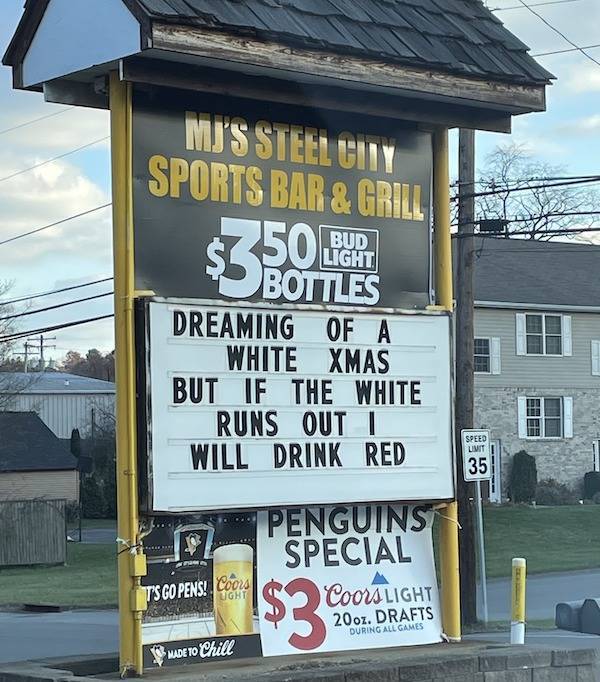 MJ'S STEEL CITY
SPORTS BAR & GRILL
$350 BUD LIGHT
BOTTLES
DREAMING OF A
WHITE XMAS
BUT IF THE WHITE
RUNS OUT I
WILL DRINK RED
SPEED
LIMIT
35
PENGUINS
SPECIAL
$3 Coors LIGHT
20oz. DRAFTS
DURING ALL GAMES
T'S GO PENS!
Coors
LIGHT
MADE TO Chill